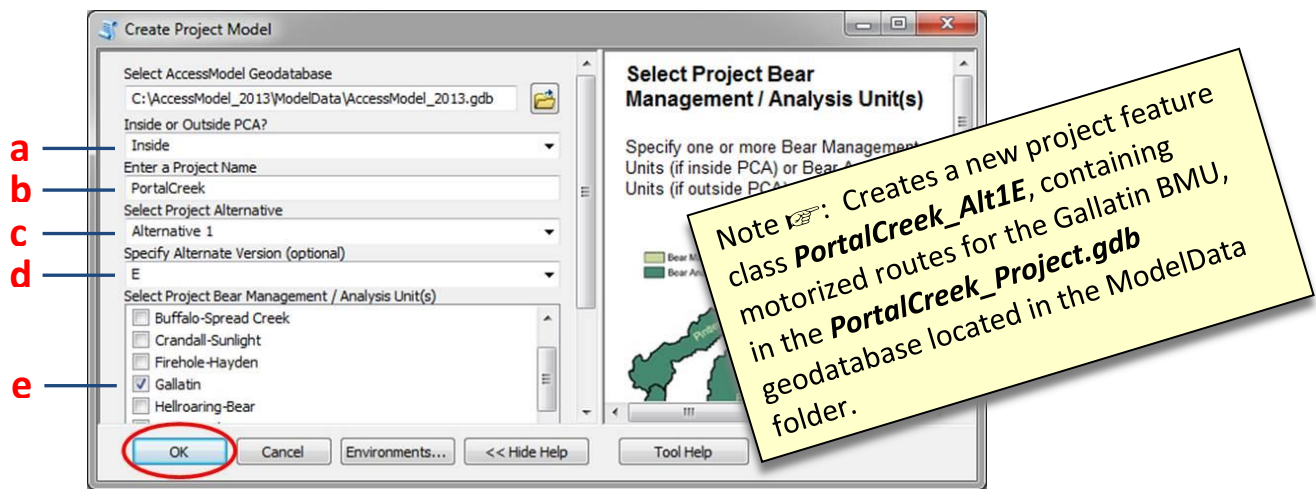 Create Project Model
Select AccessModel Geodatabase
C:\AccessModel_2013\ModelData\AccessModel_2013.gdb
Inside or Outside PCA?
a
Inside
Enter a Project Name
b
PortalCreek
Select Project Alternative
c
Alternative 1
Specify Alternate Version (optional)
d
E
Select Project Bear Management / Analysis Unit(s)
Buffalo-Spread Creek
Crandall-Sunlight
Firehole-Hayden
e
Gallatin
Hellroaring-Bear
OK
Cancel
Environments...
<< Hide Help
Tool Help
Select Project Bear
Management / Analysis Unit(s)
Specify one or more Bear Management
Units (if inside PCA) or Bear
Units (if outside PCA)
Bear
Bear
Note ☞: Creates a new project feature
class PortalCreek_Alt1E, containing
motorized routes for the Gallatin BMU,
in the PortalCreek_Project.gdb
geodatabase located in the ModelData
folder.